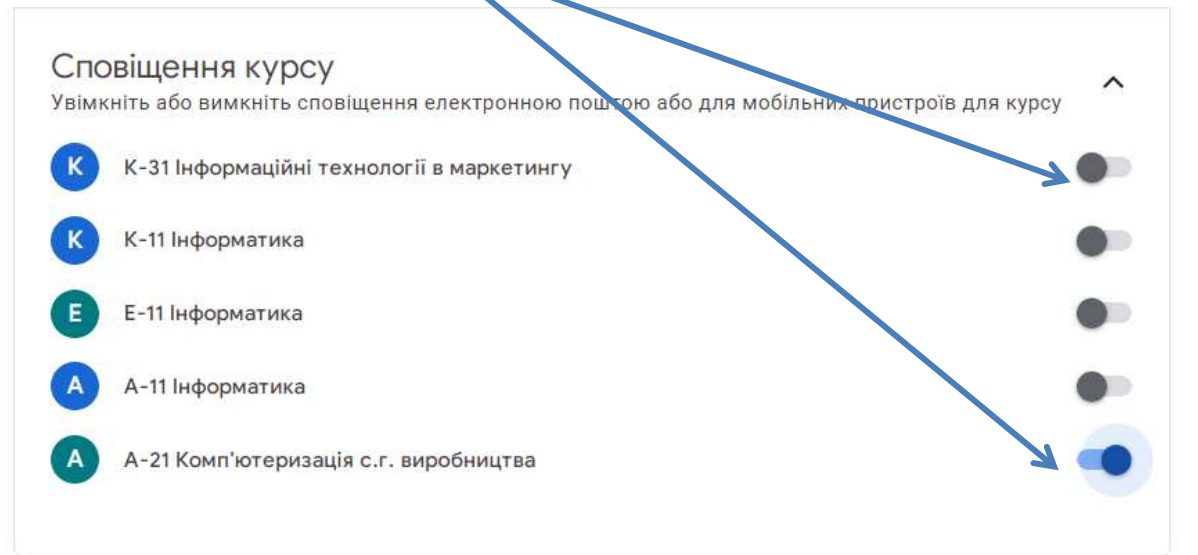 Сповіщення курсу
Увімкніть або вимкніть сповіщення електронною поштою або для мобільних пристроїв для курсу
К К-31 Інформаційні технології в маркетингу
К К-11 Інформатика
Е Е-11 Інформатика
А А-11 Інформатика
А А-21 Комп'ютеризація с.г. виробництва